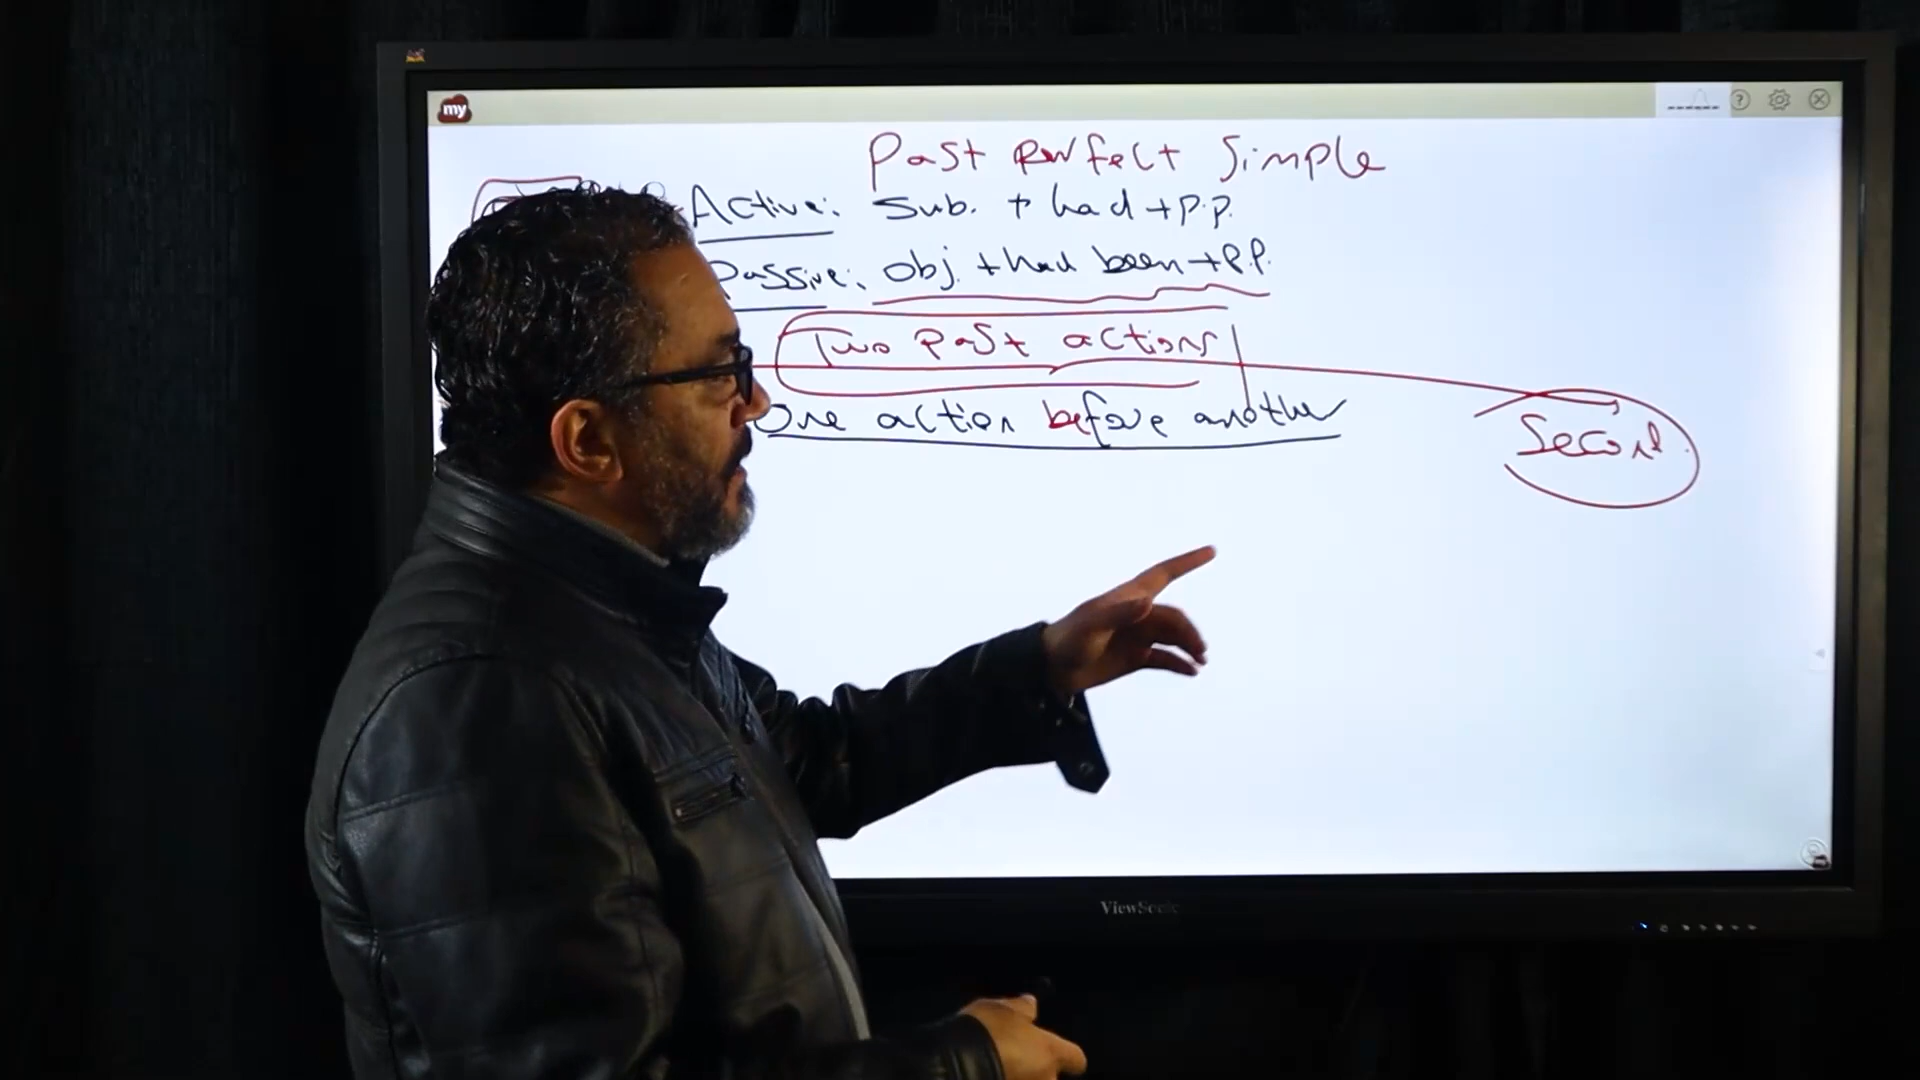 my
Past perfect Simple
Active: Sub. + had + p.p.
Passive: obj. + had been + P.P.
Two past actions
One action before another
Second
ViewSonic